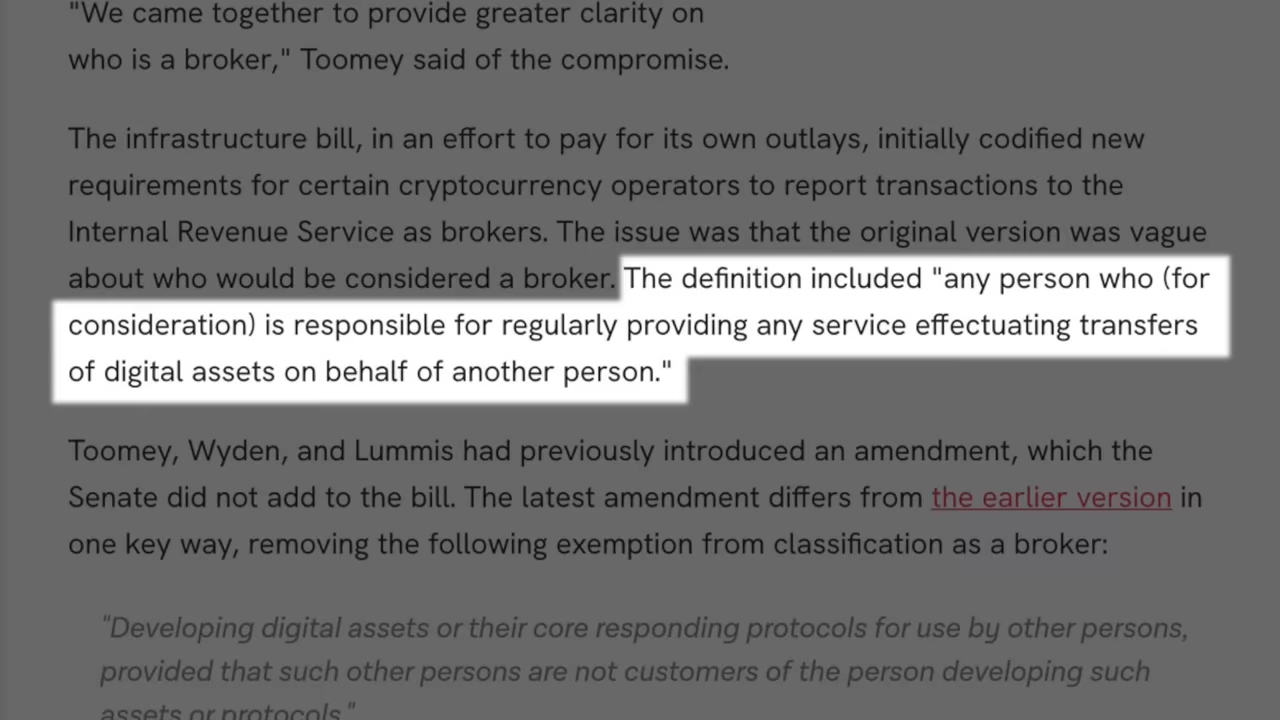 "We came together to provide greater clarity on
who is a broker," Toomey said of the compromise.
The infrastructure bill, in an effort to pay for its own outlays, initially codified new
requirements for certain cryptocurrency operators to report transactions to the
Internal Revenue Service as brokers. The issue was that the original version was vague
about who would be considered a broker. The definition included "any person who (for
consideration) is responsible for regularly providing any service effectuating transfers
of digital assets on behalf of another person."
Toomey, Wyden, and Lummis had previously introduced an amendment, which the
Senate did not add to the bill. The latest amendment differs from the earlier version in
one key way, removing the following exemption from classification as a broker:
"Developing digital assets or their core responding protocols for use by other persons,
provided that such other persons are not customers of the person developing such
assets or protocols."